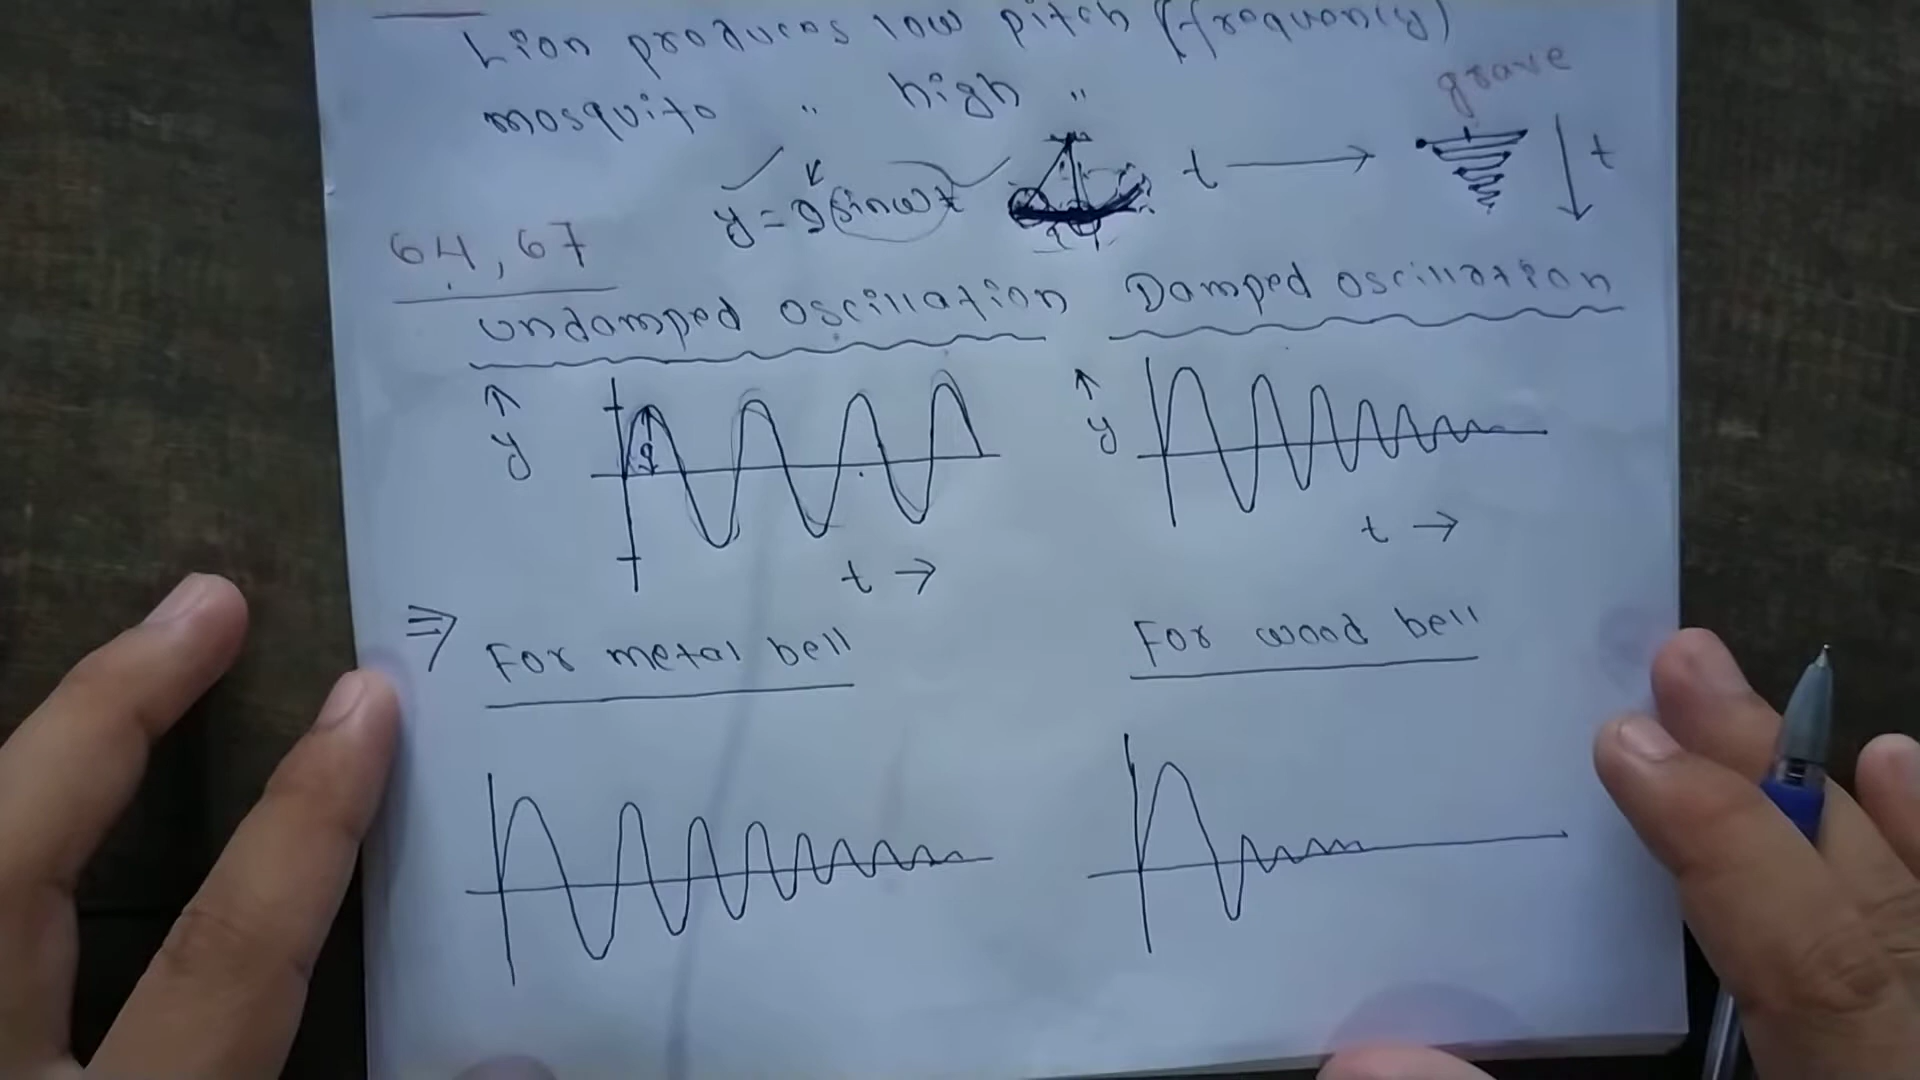 Lion produces low pitch (frequency)
mosquito " high "
grave
y = a sin ωt
t → t
64, 67
undamped oscillation Damped oscillation
y y
a
t → t →
⇒ For metal bell For wood bell